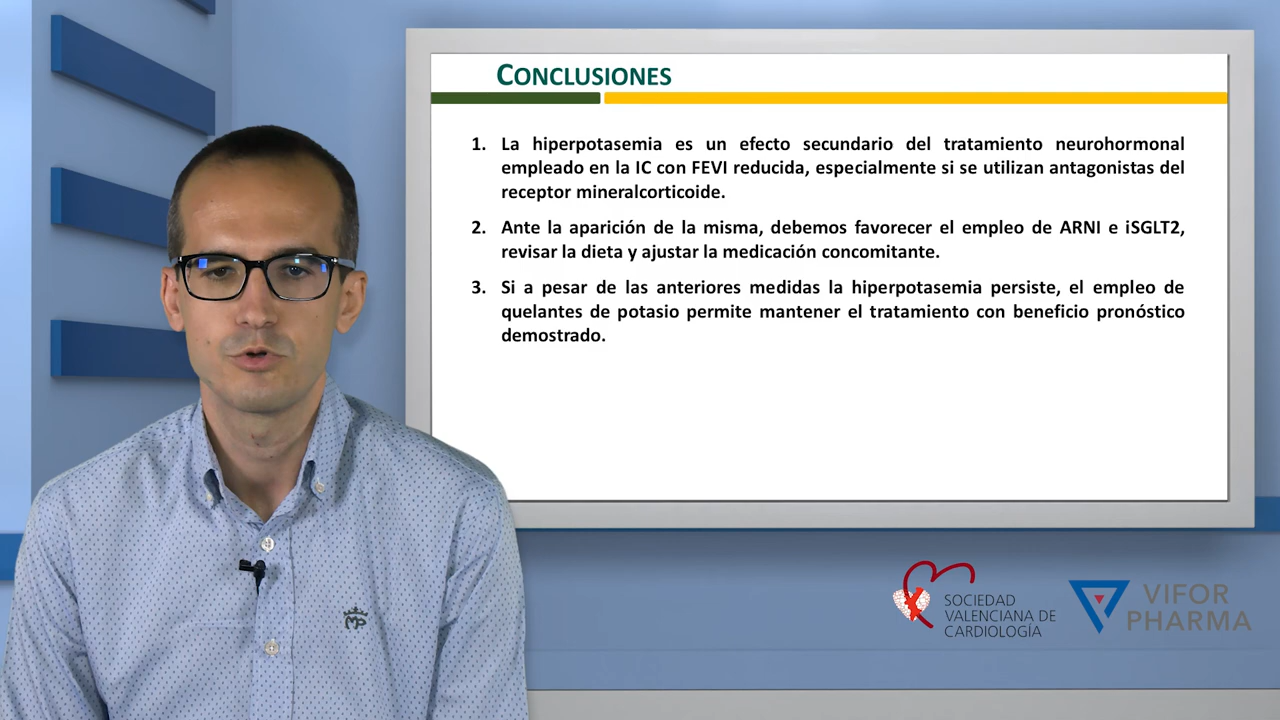 CONCLUSIONES
1. La hiperpotasemia es un efecto secundario del tratamiento neurohormonal
empleado en la IC con FEVI reducida, especialmente si se utilizan antagonistas del
receptor mineralcorticoide.
2. Ante la aparición de la misma, debemos favorecer el empleo de ARNI e iSGLT2,
revisar la dieta y ajustar la medicación concomitante.
3. Si a pesar de las anteriores medidas la hiperpotasemia persiste, el empleo de
quelantes de potasio permite mantener el tratamiento con beneficio pronóstico
demostrado.
MP
SOCIEDAD
VALENCIANA DE
CARDIOLOGÍA
VIFOR
PHARMA